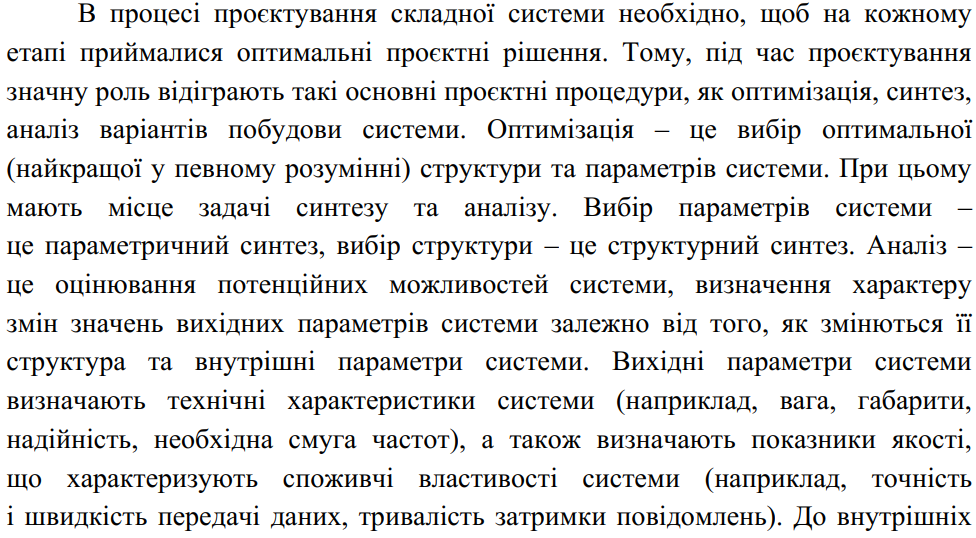 В процесі проєктування складної системи необхідно, щоб на кожному
етапі приймалися оптимальні проєктні рішення. Тому, під час проєктування
значну роль відіграють такі основні проєктні процедури, як оптимізація, синтез,
аналіз варіантів побудови системи. Оптимізація – це вибір оптимальної
(найкращої у певному розумінні) структури та параметрів системи. При цьому
мають місце задачі синтезу та аналізу. Вибір параметрів системи –
це параметричний синтез, вибір структури – це структурний синтез. Аналіз –
це оцінювання потенційних можливостей системи, визначення характеру
змін значень вихідних параметрів системи залежно від того, як змінються її
структура та внутрішні параметри системи. Вихідні параметри системи
визначають технічні характеристики системи (наприклад, вага, габарити,
надійність, необхідна смуга частот), а також визначають показники якості,
що характеризують споживчі властивості системи (наприклад, точність
і швидкість передачі даних, тривалість затримки повідомлень). До внутрішніх